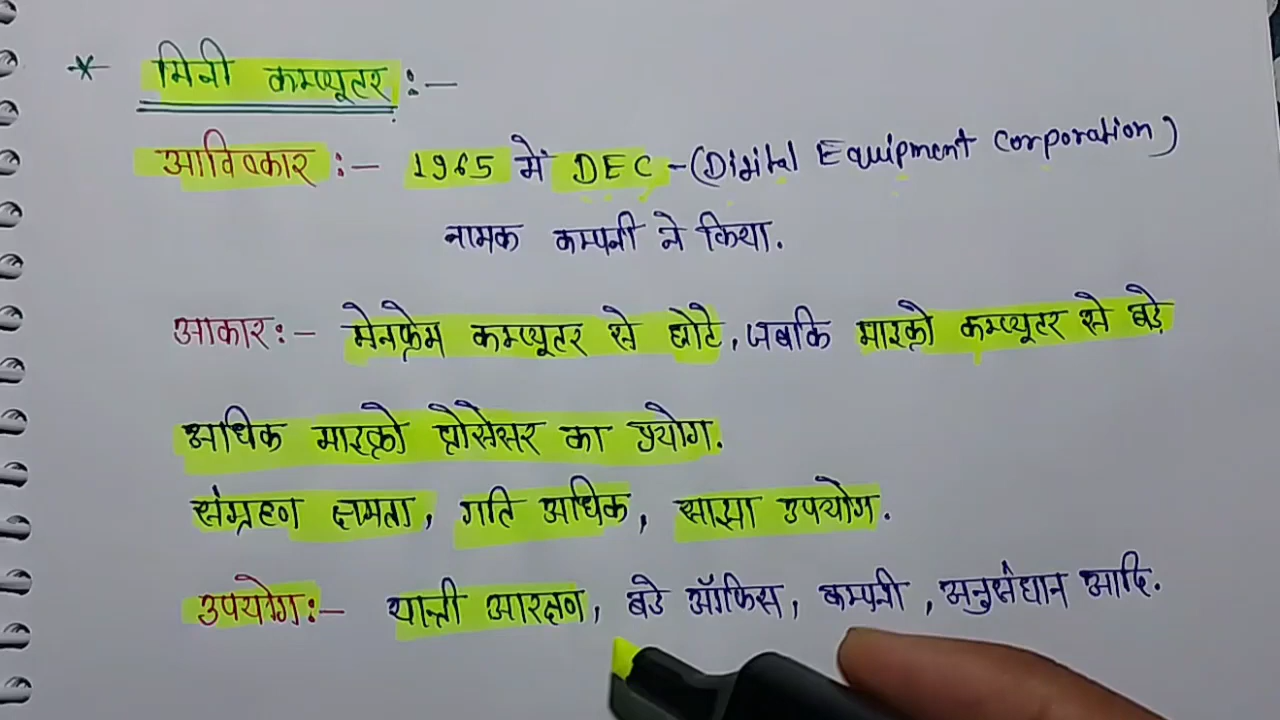 * मिनी कम्प्यूटर :-
आविष्कार :- 1965 में DEC - (Digital Equipment Corporation)
नामक कम्पनी ने किया.
आकार :- मेनफ्रेम कम्प्यूटर से छोटे, जबकि माइक्रो कम्प्यूटर से बड़े
अधिक माइक्रो प्रोसेसर का प्रयोग.
संग्रहण क्षमता, गति अधिक, साझा उपयोग.
उपयोग :- यात्री आरक्षण, बडे ऑफिस, कम्पनी, अनुसंधान आदि.